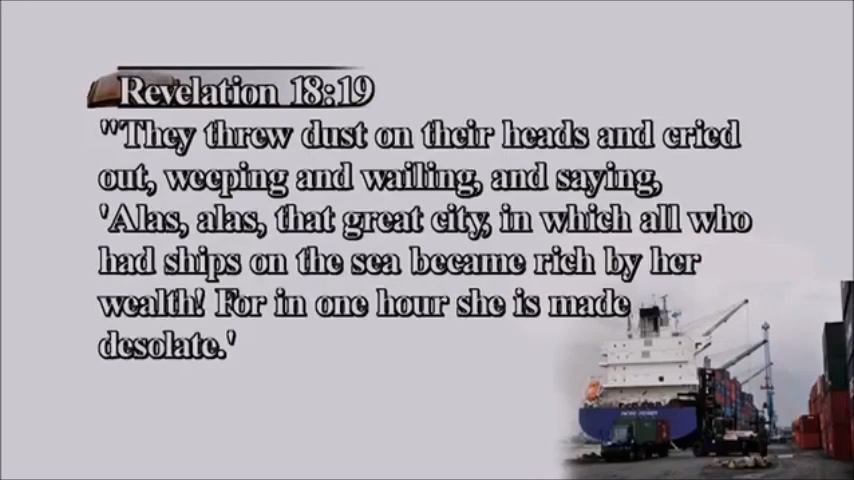 Revelation 18:19
"They threw dust on their heads and cried
out, weeping and wailing, and saying,
'Alas, alas, that great city, in which all who
had ships on the sea became rich by her
wealth! For in one hour she is made
desolate.'